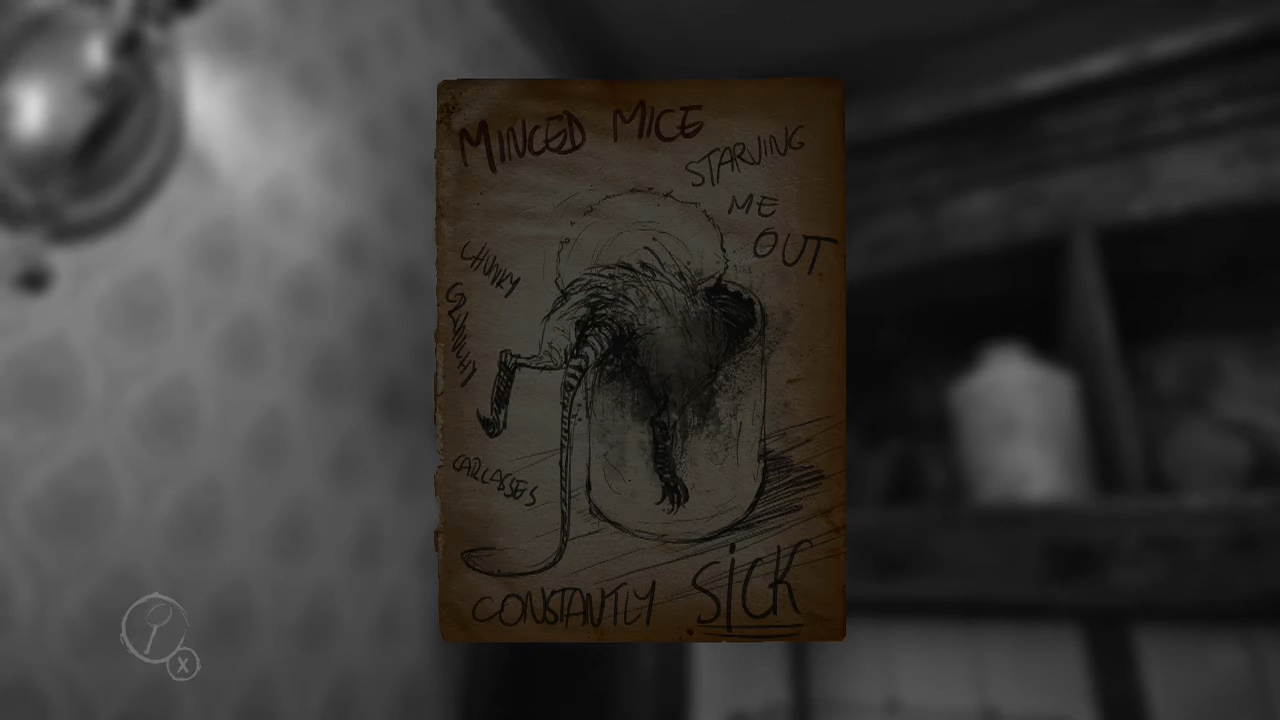 MINCED MICE
STARVING
ME
OUT
CHUNKY
CRUNCHY
CARCASSES
CONSTANTLY SICK
X